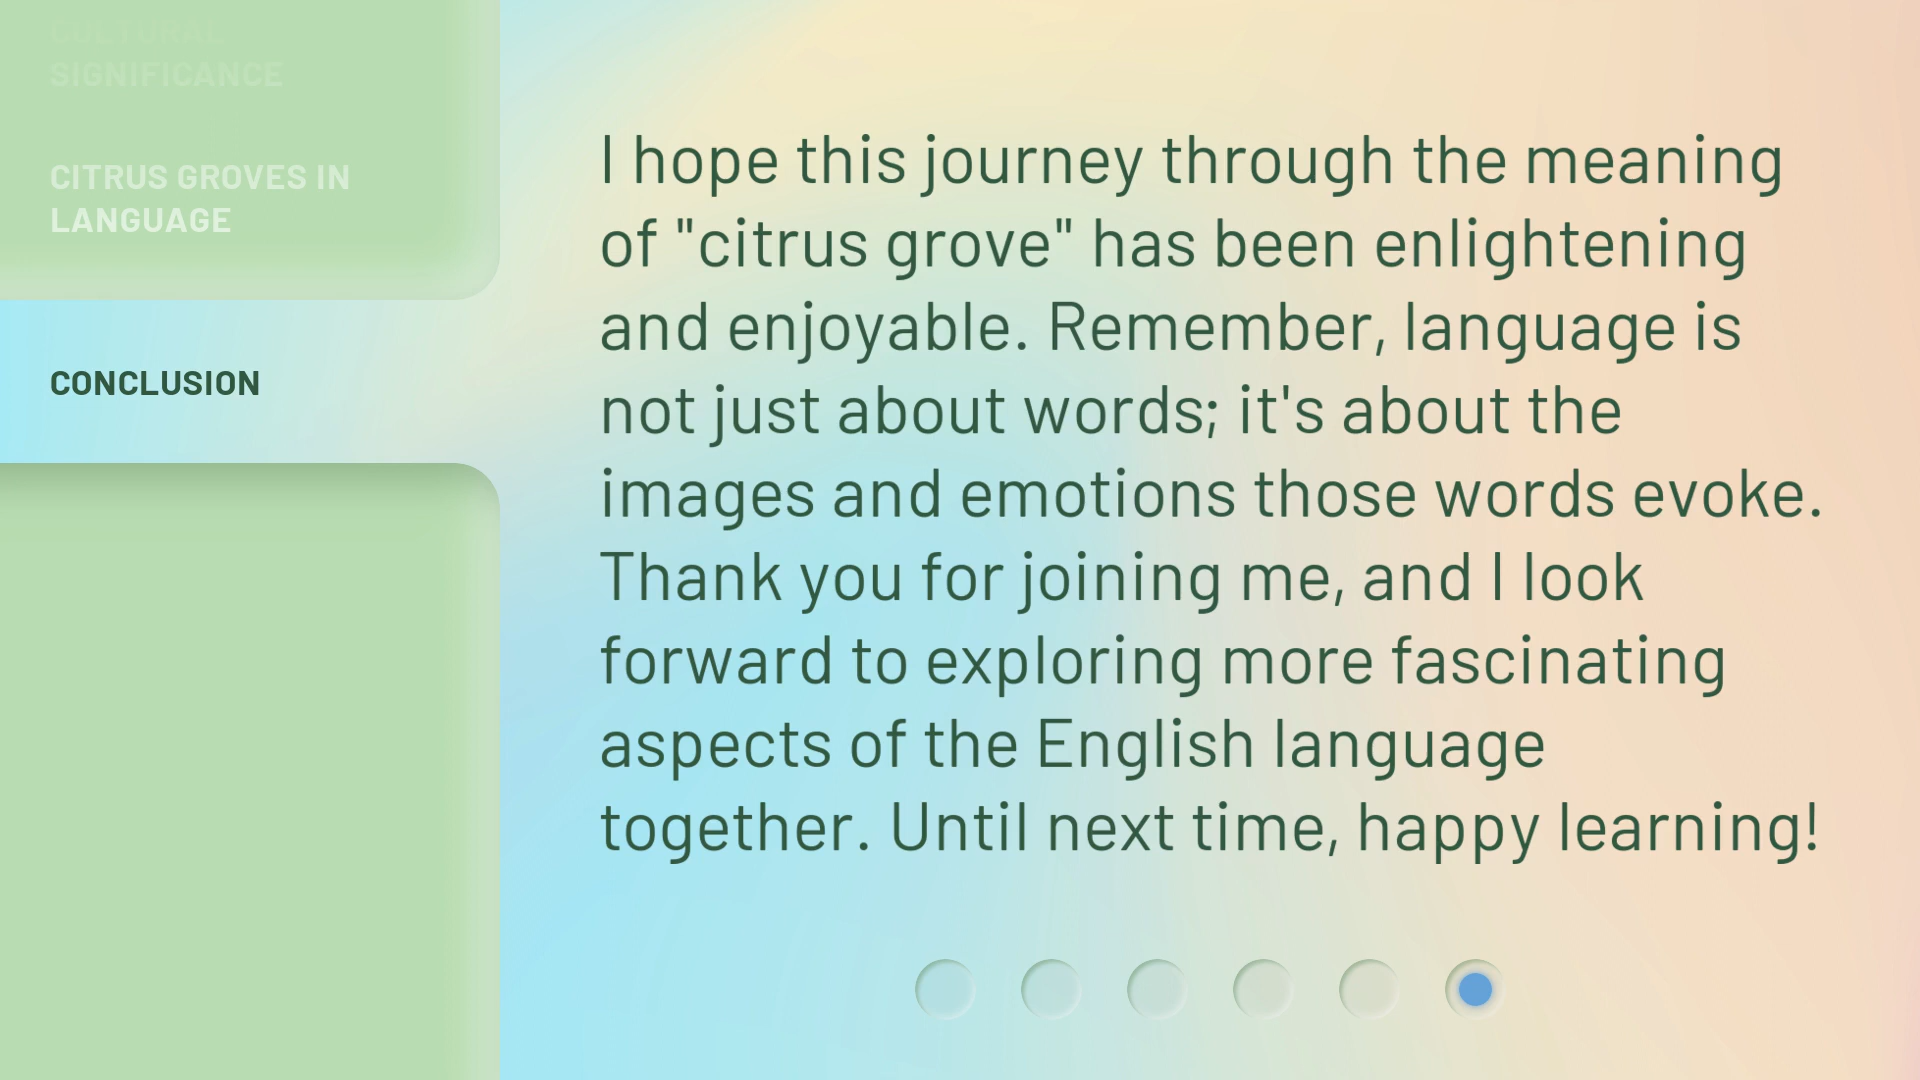 CULTURAL
SIGNIFICANCE
CITRUS GROVES IN
LANGUAGE
CONCLUSION
I hope this journey through the meaning
of "citrus grove" has been enlightening
and enjoyable. Remember, language is
not just about words; it's about the
images and emotions those words evoke.
Thank you for joining me, and I look
forward to exploring more fascinating
aspects of the English language
together. Until next time, happy learning!